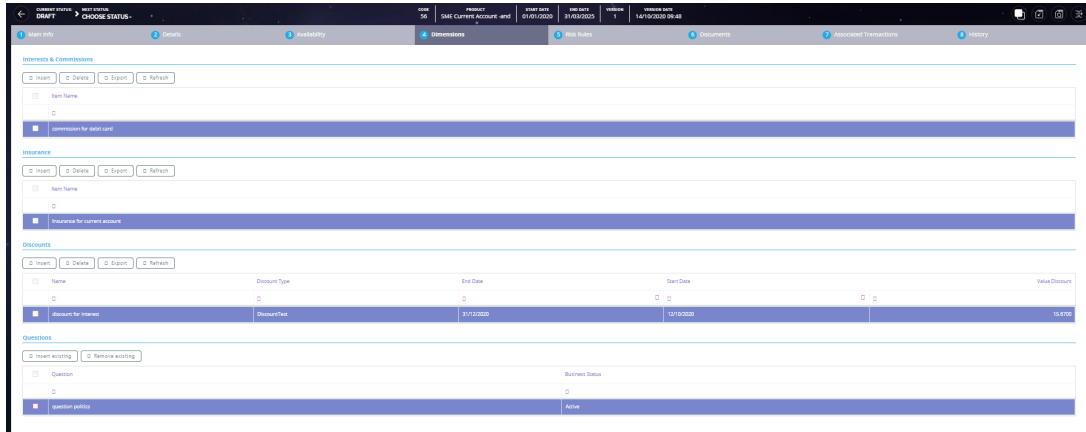 CURRENT STATUS NEXT STATUS
DRAFT CHOOSE STATUS -
CODE PRODUCT START DATE END DATE VERSION VERSION DATE
56 SME Current Account -and 01/01/2020 31/03/2025 1 14/10/2020 09:48
1 Main Info 2 Details 3 Availability 4 Dimensions 5 Risk Rules 6 Documents 7 Associated Transactions 8 History
Interests & Commissions
Insert Delete Export Refresh
Item Name
commission for debit card
Insurance
Insert Delete Export Refresh
Item Name
Insurance for current account
Discounts
Insert Delete Export Refresh
Name Discount Type End Date Start Date Value Discount
discount for interest DiscountTest 31/12/2020 12/10/2020 15.6700
Questions
Insert existing Remove existing
Question Business Status
question politics Active